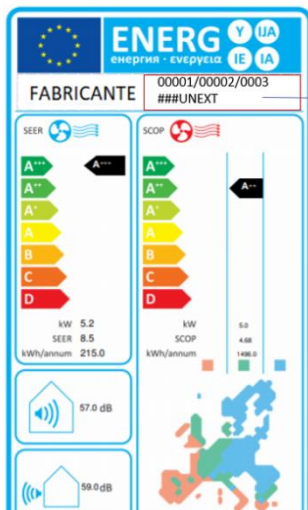 ENERG Y IJA
енергия · ενεργεια IE IA
FABRICANTE
00001/00002/0003
###UNEXT
SEER
A+++
A++
A+
A
B
C
D
A+++
kW 5.2
SEER 8.5
kWh/annum 215.0
SCOP
A+++
A++
A+
A
B
C
D
A++
kW 5.0
SCOP 4.68
kWh/annum 1496.0
57.0 dB
59.0 dB